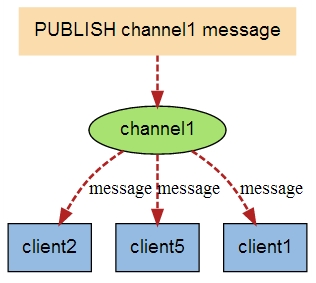 PUBLISH channel1 message
channel1
message message message
client2 client5 client1